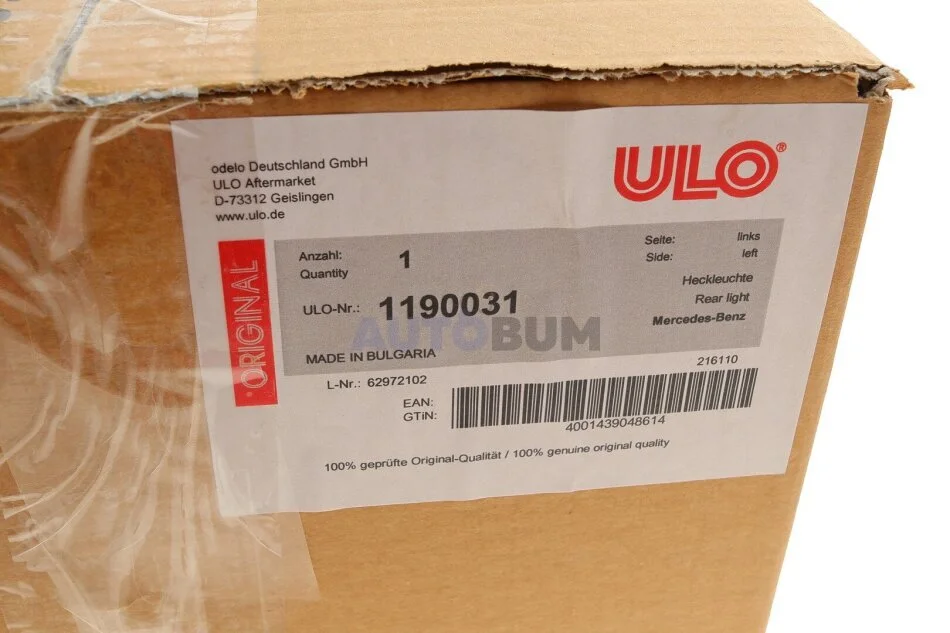 odelo Deutschland GmbH
ULO Aftermarket
D-73312 Geislingen
www.ulo.de
ULO®
ORIGINAL
Anzahl: 1
Quantity
Seite: links
Side: left
Heckleuchte
Rear light
Mercedes-Benz
ULO-Nr.: 1190031
AUTOBUM
MADE IN BULGARIA
216110
L-Nr.: 62972102
EAN:
GTiN:
4001439048614
100% geprüfte Original-Qualität / 100% genuine original quality